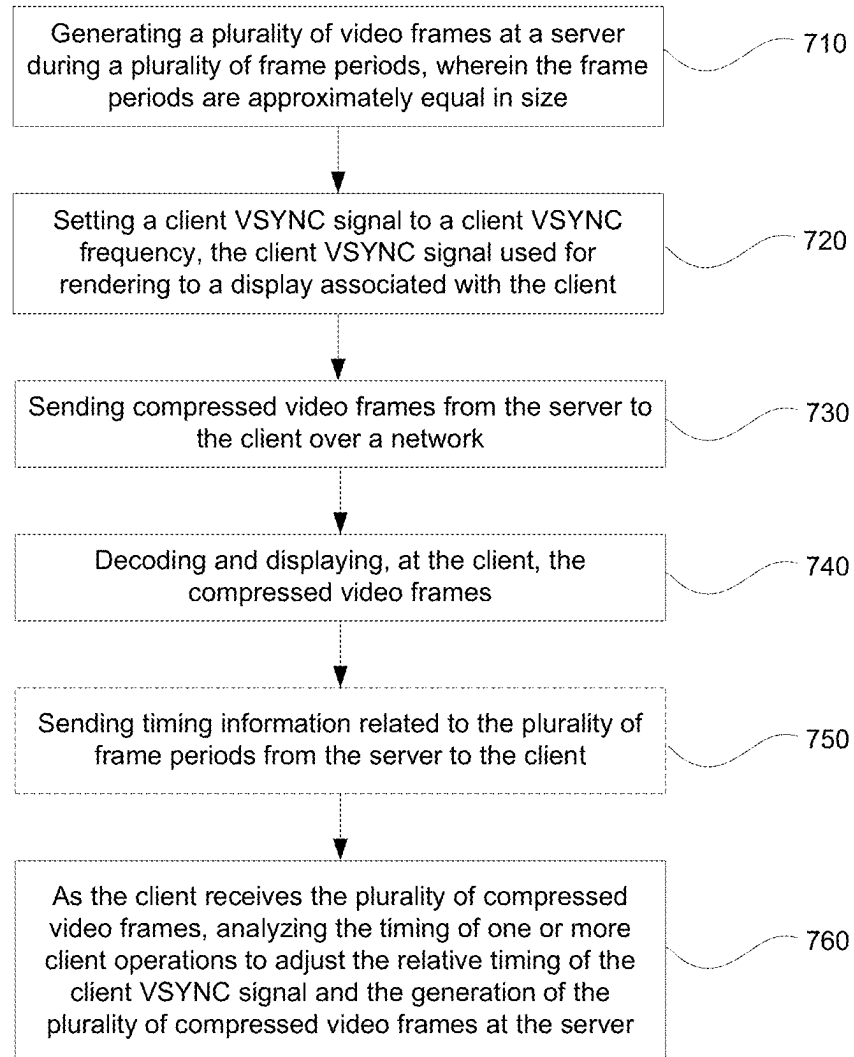 Generating a plurality of video frames at a server
during a plurality of frame periods, wherein the frame
periods are approximately equal in size
710
Setting a client VSYNC signal to a client VSYNC
frequency, the client VSYNC signal used for
rendering to a display associated with the client
720
Sending compressed video frames from the server to
the client over a network
730
Decoding and displaying, at the client, the
compressed video frames
740
Sending timing information related to the plurality of
frame periods from the server to the client
750
As the client receives the plurality of compressed
video frames, analyzing the timing of one or more
client operations to adjust the relative timing of the
client VSYNC signal and the generation of the
plurality of compressed video frames at the server
760